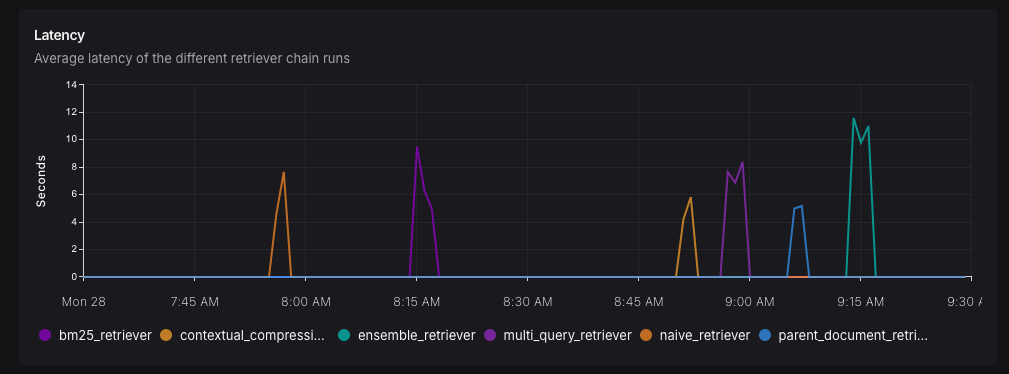 Latency
Average latency of the different retriever chain runs
14
12
10
8
6
4
2
0
Seconds
Mon 28 7:45 AM 8:00 AM 8:15 AM 8:30 AM 8:45 AM 9:00 AM 9:15 AM 9:30 A
bm25_retriever contextual_compressi... ensemble_retriever multi_query_retriever naive_retriever parent_document_retri...